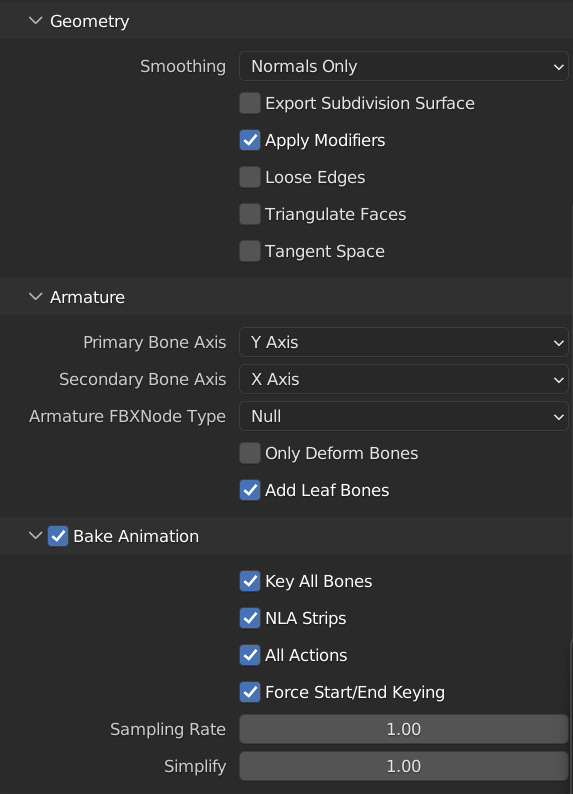 Geometry
Smoothing Normals Only
Export Subdivision Surface
Apply Modifiers
Loose Edges
Triangulate Faces
Tangent Space
Armature
Primary Bone Axis Y Axis
Secondary Bone Axis X Axis
Armature FBXNode Type Null
Only Deform Bones
Add Leaf Bones
Bake Animation
Key All Bones
NLA Strips
All Actions
Force Start/End Keying
Sampling Rate 1.00
Simplify 1.00